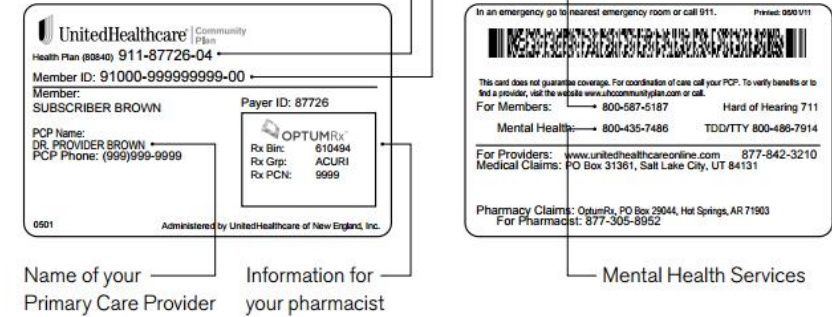 UnitedHealthcare® Community Plan
Health Plan (80840) 911-87726-04
Member ID: 91000-999999999-00
Member:
SUBSCRIBER BROWN
Payer ID: 87726
PCP Name:
DR. PROVIDER BROWN
PCP Phone: (999)999-9999
OPTUMRx™
Rx Bin: 610494
Rx Grp: ACURI
Rx PCN: 9999
0501
Administered by UnitedHealthcare of New England, Inc.
Name of your
Primary Care Provider
Information for
your pharmacist
In an emergency go to nearest emergency room or call 911. Printed: 06/01/11
This card does not guarantee coverage. For coordination of care call your PCP. To verify benefits or to
find a provider, visit the website www.uhccommunityplan.com or call.
For Members: 800-587-5187 Hard of Hearing 711
Mental Health: 800-435-7486 TDD/TTY 800-486-7914
For Providers: www.unitedhealthcareonline.com 877-842-3210
Medical Claims: PO Box 31361, Salt Lake City, UT 84131
Pharmacy Claims: OptumRx, PO Box 29044, Hot Springs, AR 71903
For Pharmacist: 877-305-8952
Mental Health Services